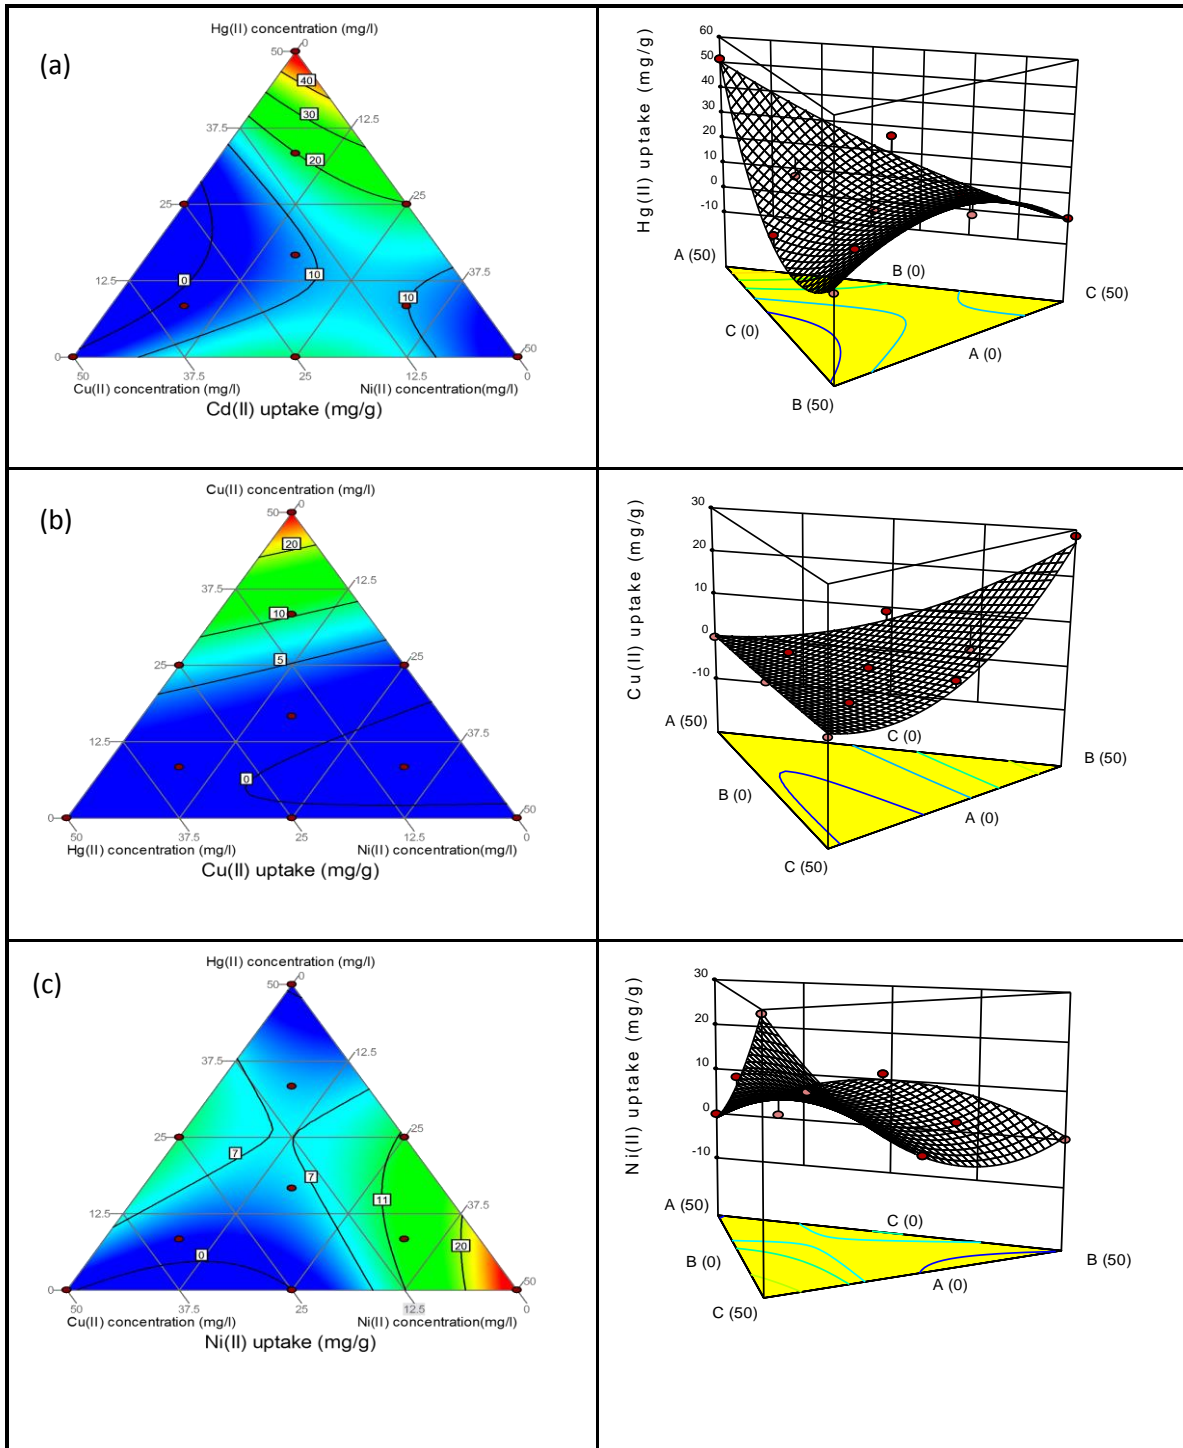 (a)
Hg(II) concentration (mg/l)
0
50
40
30
12.5
37.5
20
25
25
37.5
12.5
0
10
10
0
50
50
37.5
25
12.5
0
Cu(II) concentration (mg/l)
Ni(II) concentration(mg/l)
Cd(II) uptake (mg/g)
Hg(II) uptake (mg/g)
60
50
40
30
20
10
0
-10
A (50)
B (0)
C (50)
C (0)
A (0)
B (50)
(b)
Cu(II) concentration (mg/l)
0
50
20
12.5
37.5
10
5
25
25
37.5
12.5
0
0
50
50
37.5
25
12.5
0
Hg(II) concentration (mg/l)
Ni(II) concentration(mg/l)
Cu(II) uptake (mg/g)
Cu(II) uptake (mg/g)
30
20
10
0
-10
A (50)
C (0)
B (50)
B (0)
A (0)
C (50)
(c)
Hg(II) concentration (mg/l)
0
50
12.5
37.5
25
25
7
7
11
37.5
12.5
20
0
0
50
50
37.5
25
12.5
0
Cu(II) concentration (mg/l)
Ni(II) concentration(mg/l)
Ni(II) uptake (mg/g)
Ni(II) uptake (mg/g)
30
20
10
0
-10
A (50)
C (0)
B (50)
B (0)
A (0)
C (50)